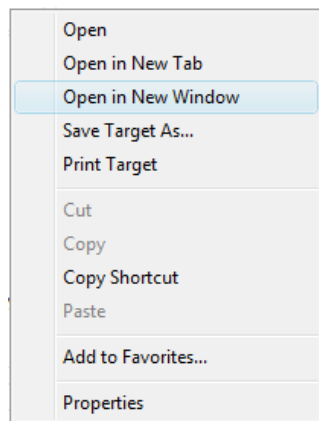 Open
Open in New Tab
Open in New Window
Save Target As...
Print Target
Cut
Copy
Copy Shortcut
Paste
Add to Favorites...
Properties